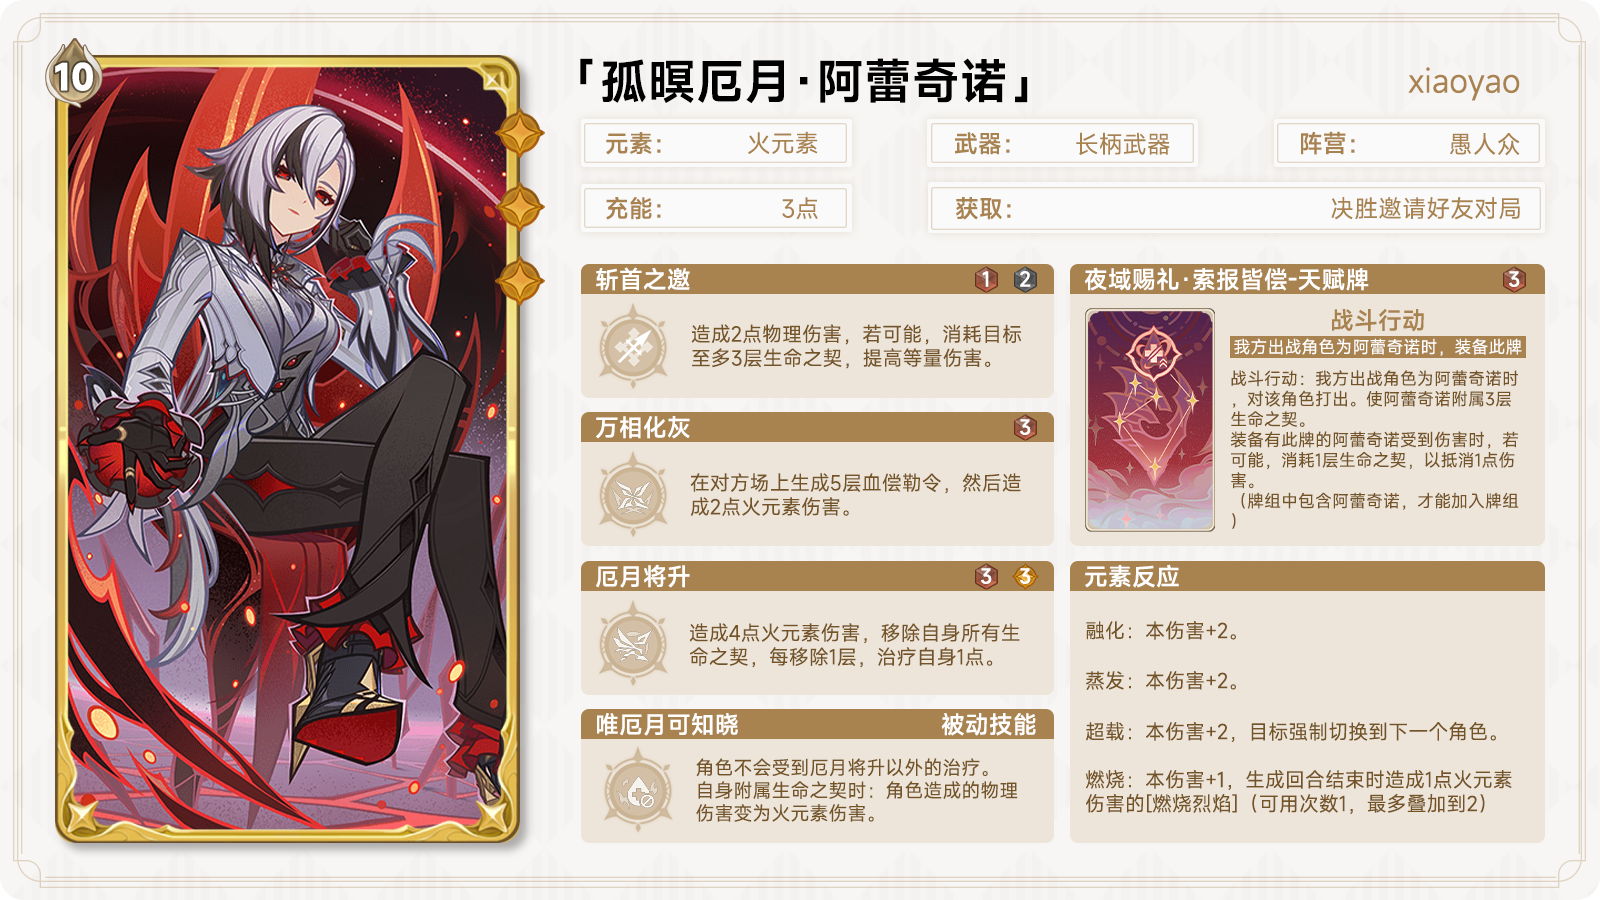 10
「孤暝厄月·阿蕾奇诺」
xiaoyao
元素： 火元素
武器： 长柄武器
阵营： 愚人众
充能： 3点
获取： 决胜邀请好友对局
斩首之邀 1 2
造成2点物理伤害，若可能，消耗目标
至多3层生命之契，提高等量伤害。
万相化灰 3
在对方场上生成5层血偿勒令，然后造
成2点火元素伤害。
厄月将升 3 3
造成4点火元素伤害，移除自身所有生
命之契，每移除1层，治疗自身1点。
唯厄月可知晓 被动技能
角色不会受到厄月将升以外的治疗。
自身附属生命之契时：角色造成的物理
伤害变为火元素伤害。
夜域赐礼·索报皆偿-天赋牌 3
战斗行动
我方出战角色为阿蕾奇诺时，装备此牌
战斗行动：我方出战角色为阿蕾奇诺时
，对该角色打出。使阿蕾奇诺附属3层
生命之契。
装备有此牌的阿蕾奇诺受到伤害时，若
可能，消耗1层生命之契，以抵消1点伤
害。
（牌组中包含阿蕾奇诺，才能加入牌组
）
元素反应
融化：本伤害+2。
蒸发：本伤害+2。
超载：本伤害+2，目标强制切换到下一个角色。
燃烧：本伤害+1，生成回合结束时造成1点火元素
伤害的[燃烧烈焰]（可用次数1，最多叠加到2）